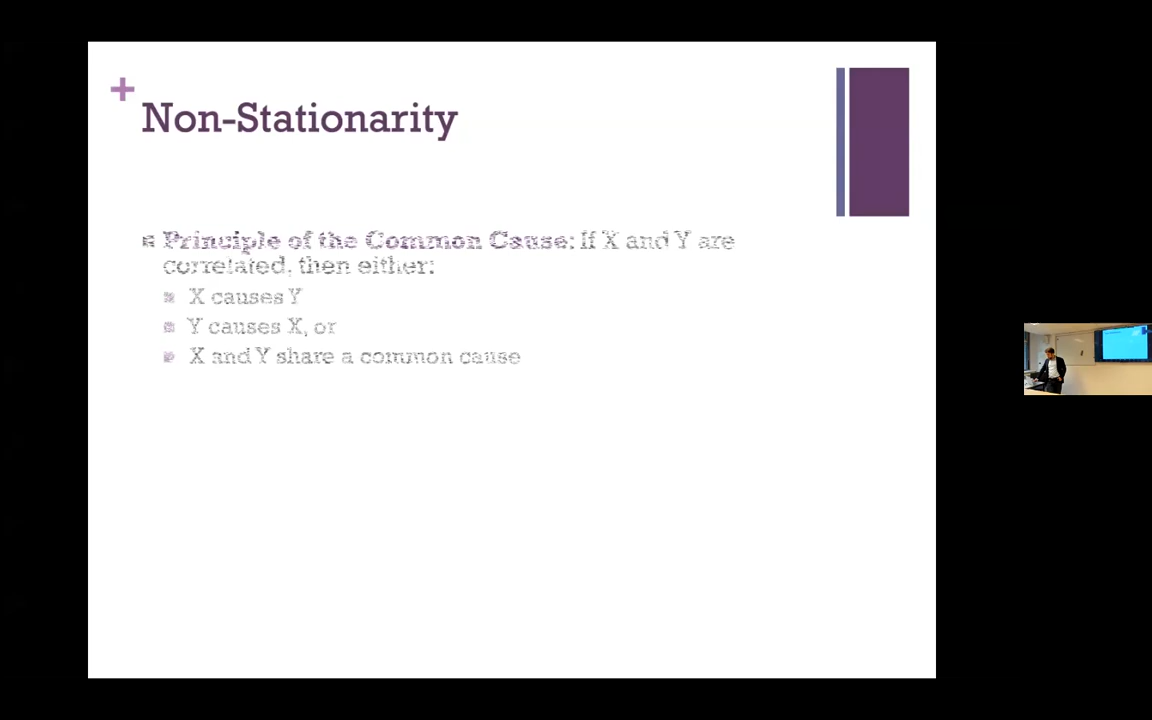 +
Non-Stationarity
Principle of the Common Cause: If X and Y are
correlated, then either:
X causes Y
Y causes X, or
X and Y share a common cause